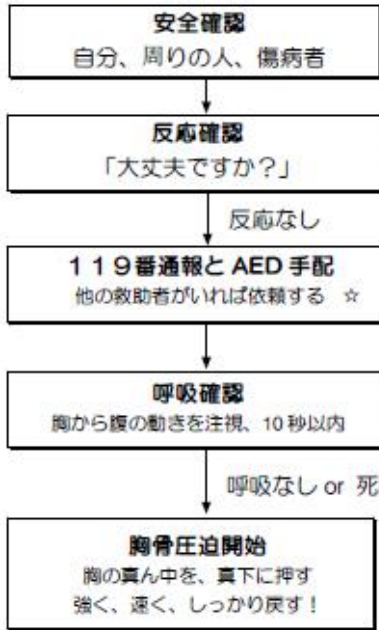 安全確認
自分、周りの人、傷病者
反応確認
「大丈夫ですか？」
反応なし
１１９番通報と AED 手配
他の救助者がいれば依頼する ☆
呼吸確認
胸から腹の動きを注視、10 秒以内
呼吸なし or 死
胸骨圧迫開始
胸の真ん中を、真下に押す
強く、速く、しっかり戻す！